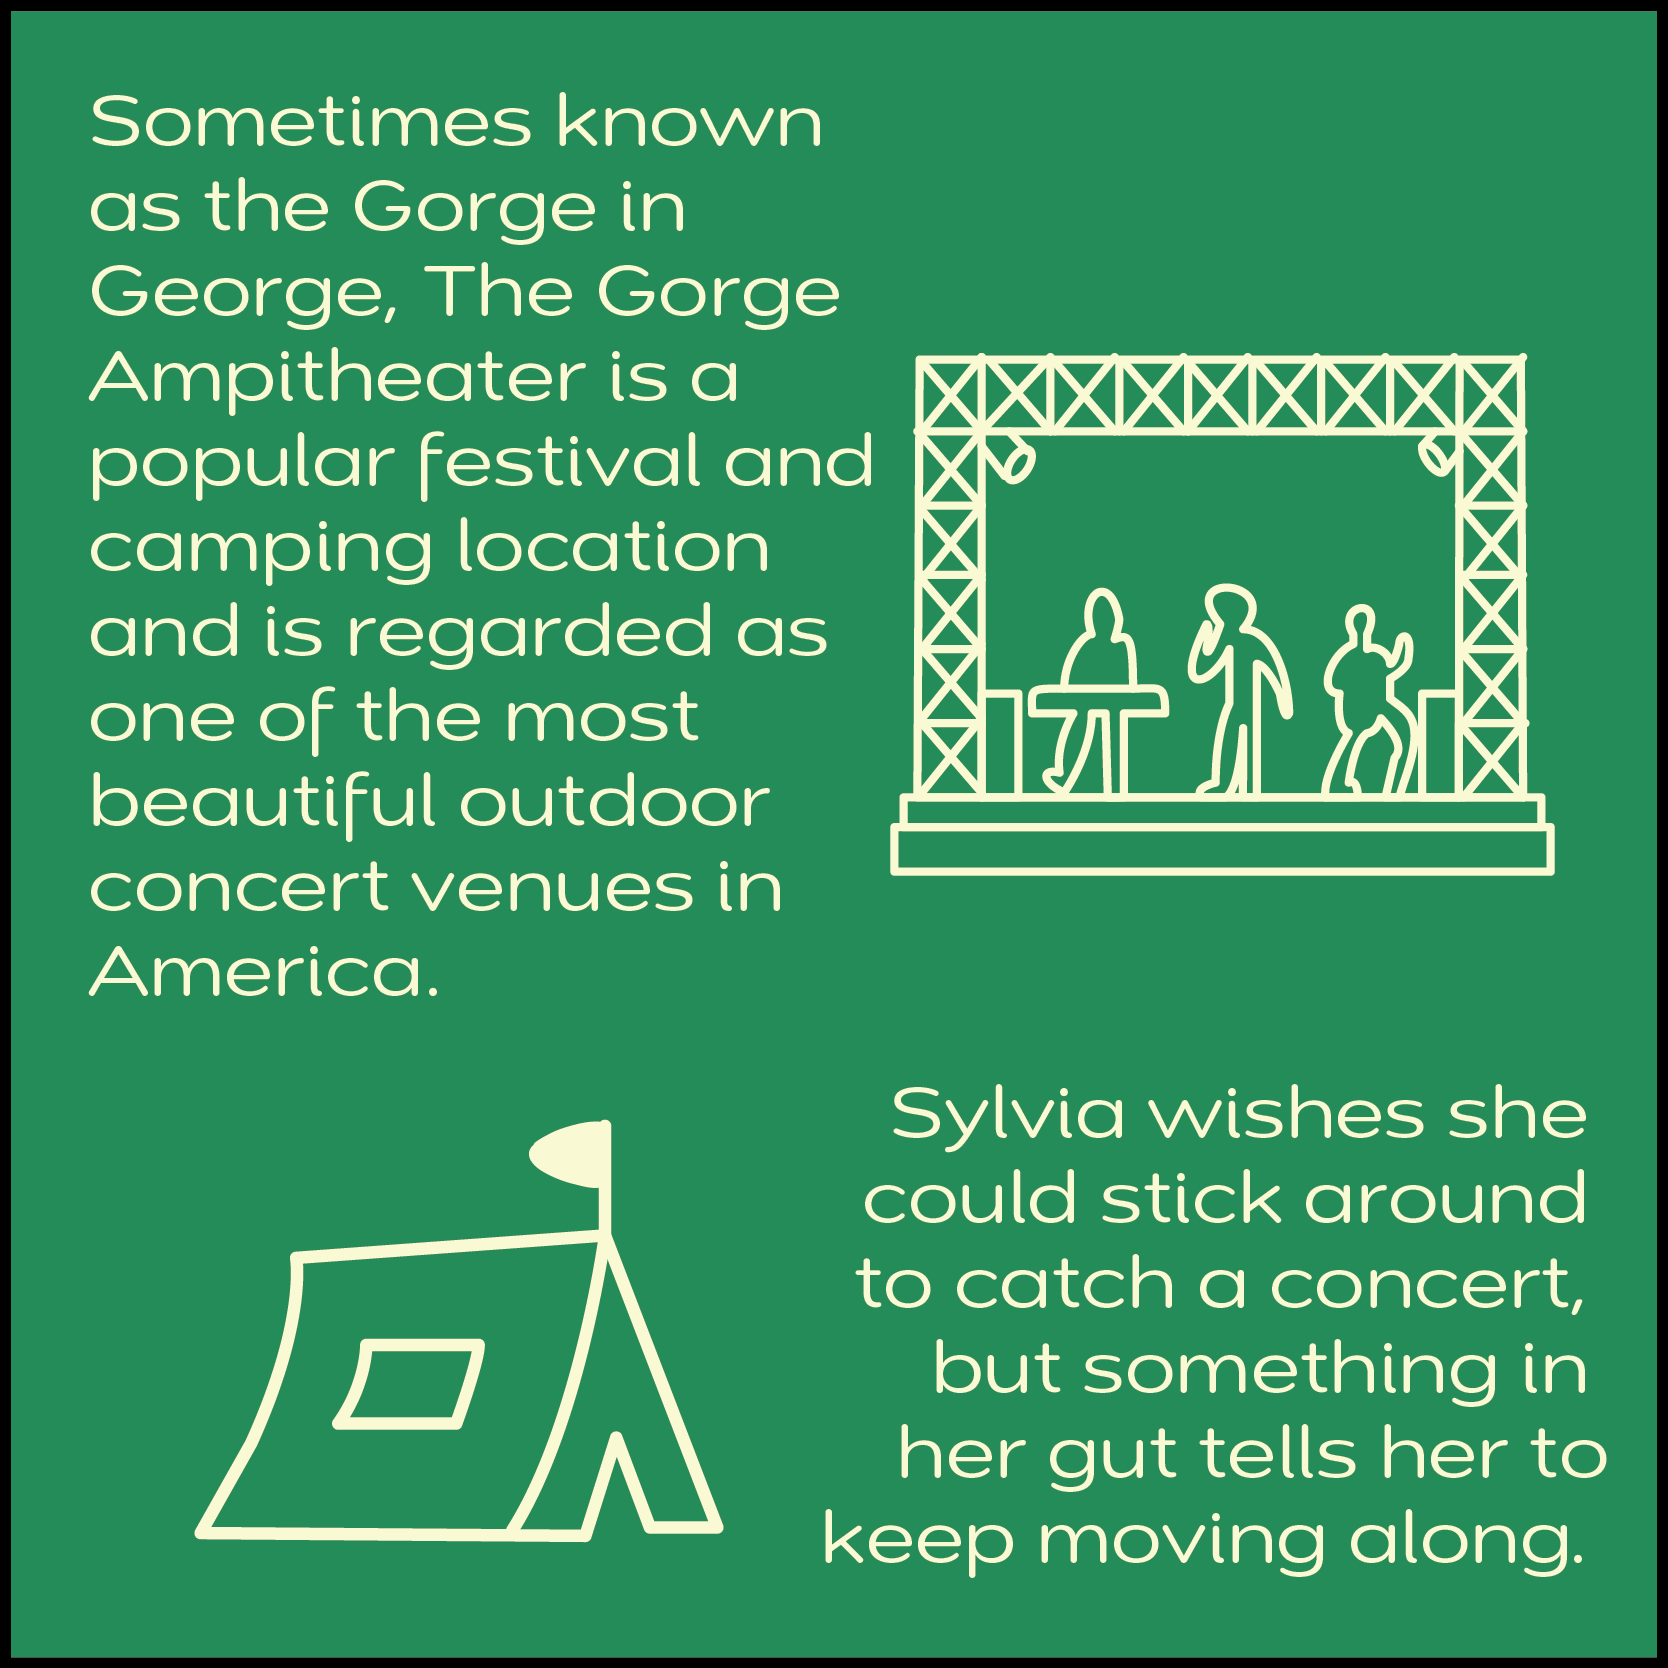 Sometimes known
as the Gorge in
George, The Gorge
Ampitheater is a
popular festival and
camping location
and is regarded as
one of the most
beautiful outdoor
concert venues in
America.
Sylvia wishes she
could stick around
to catch a concert,
but something in
her gut tells her to
keep moving along.